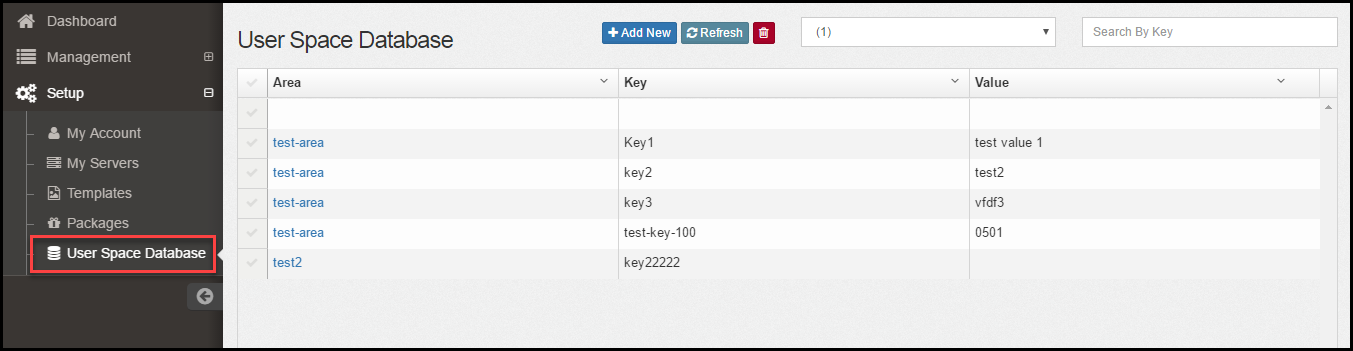 Dashboard
Management
Setup
My Account
My Servers
Templates
Packages
User Space Database
User Space Database
Add New
Refresh
(1)
Search By Key
Area Key Value
test-area Key1 test value 1
test-area key2 test2
test-area key3 vfdf3
test-area test-key-100 0501
test2 key22222